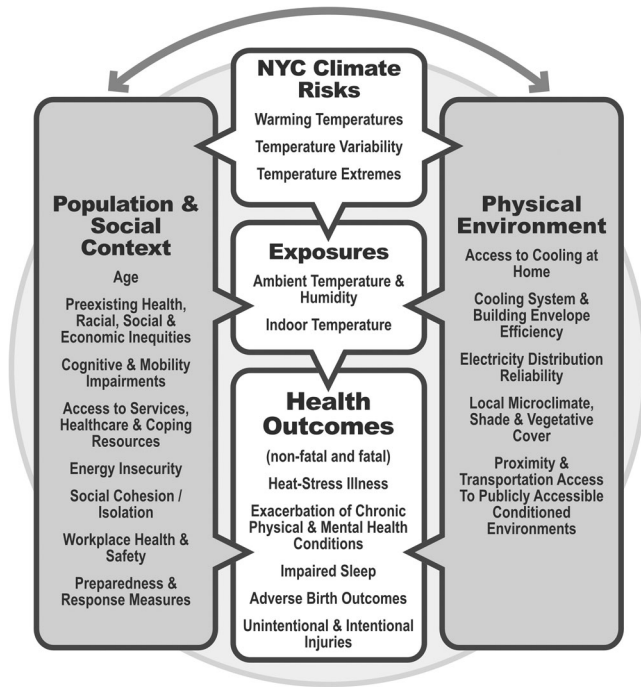 NYC Climate
Risks
Warming Temperatures
Temperature Variability
Temperature Extremes
Population &
Social
Context
Age
Preexisting Health,
Racial, Social &
Economic Inequities
Cognitive & Mobility
Impairments
Access to Services,
Healthcare & Coping
Resources
Energy Insecurity
Social Cohesion /
Isolation
Workplace Health &
Safety
Preparedness &
Response Measures
Exposures
Ambient Temperature &
Humidity
Indoor Temperature
Health
Outcomes
(non-fatal and fatal)
Heat-Stress Illness
Exacerbation of Chronic
Physical & Mental Health
Conditions
Impaired Sleep
Adverse Birth Outcomes
Unintentional & Intentional
Injuries
Physical
Environment
Access to Cooling at
Home
Cooling System &
Building Envelope
Efficiency
Electricity Distribution
Reliability
Local Microclimate,
Shade & Vegetative
Cover
Proximity &
Transportation Access
To Publicly Accessible
Conditioned
Environments